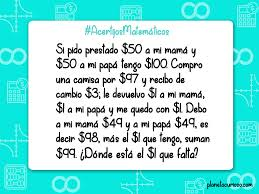 #AcertijosMatemáticos
Si pido prestado $50 a mi mamá y
$50 a mi papá tengo $100. Compro
una camisa por $97 y recibo de
cambio $3; le devuelvo $1 a mi mamá,
$1 a mi papá y me quedo con $1. Debo
a mi mamá $49 y a mi papá $49, es
decir $98, más el $1 que tengo, suman
$99. ¿Dónde está el $1 que falta?
planetacurioso.com